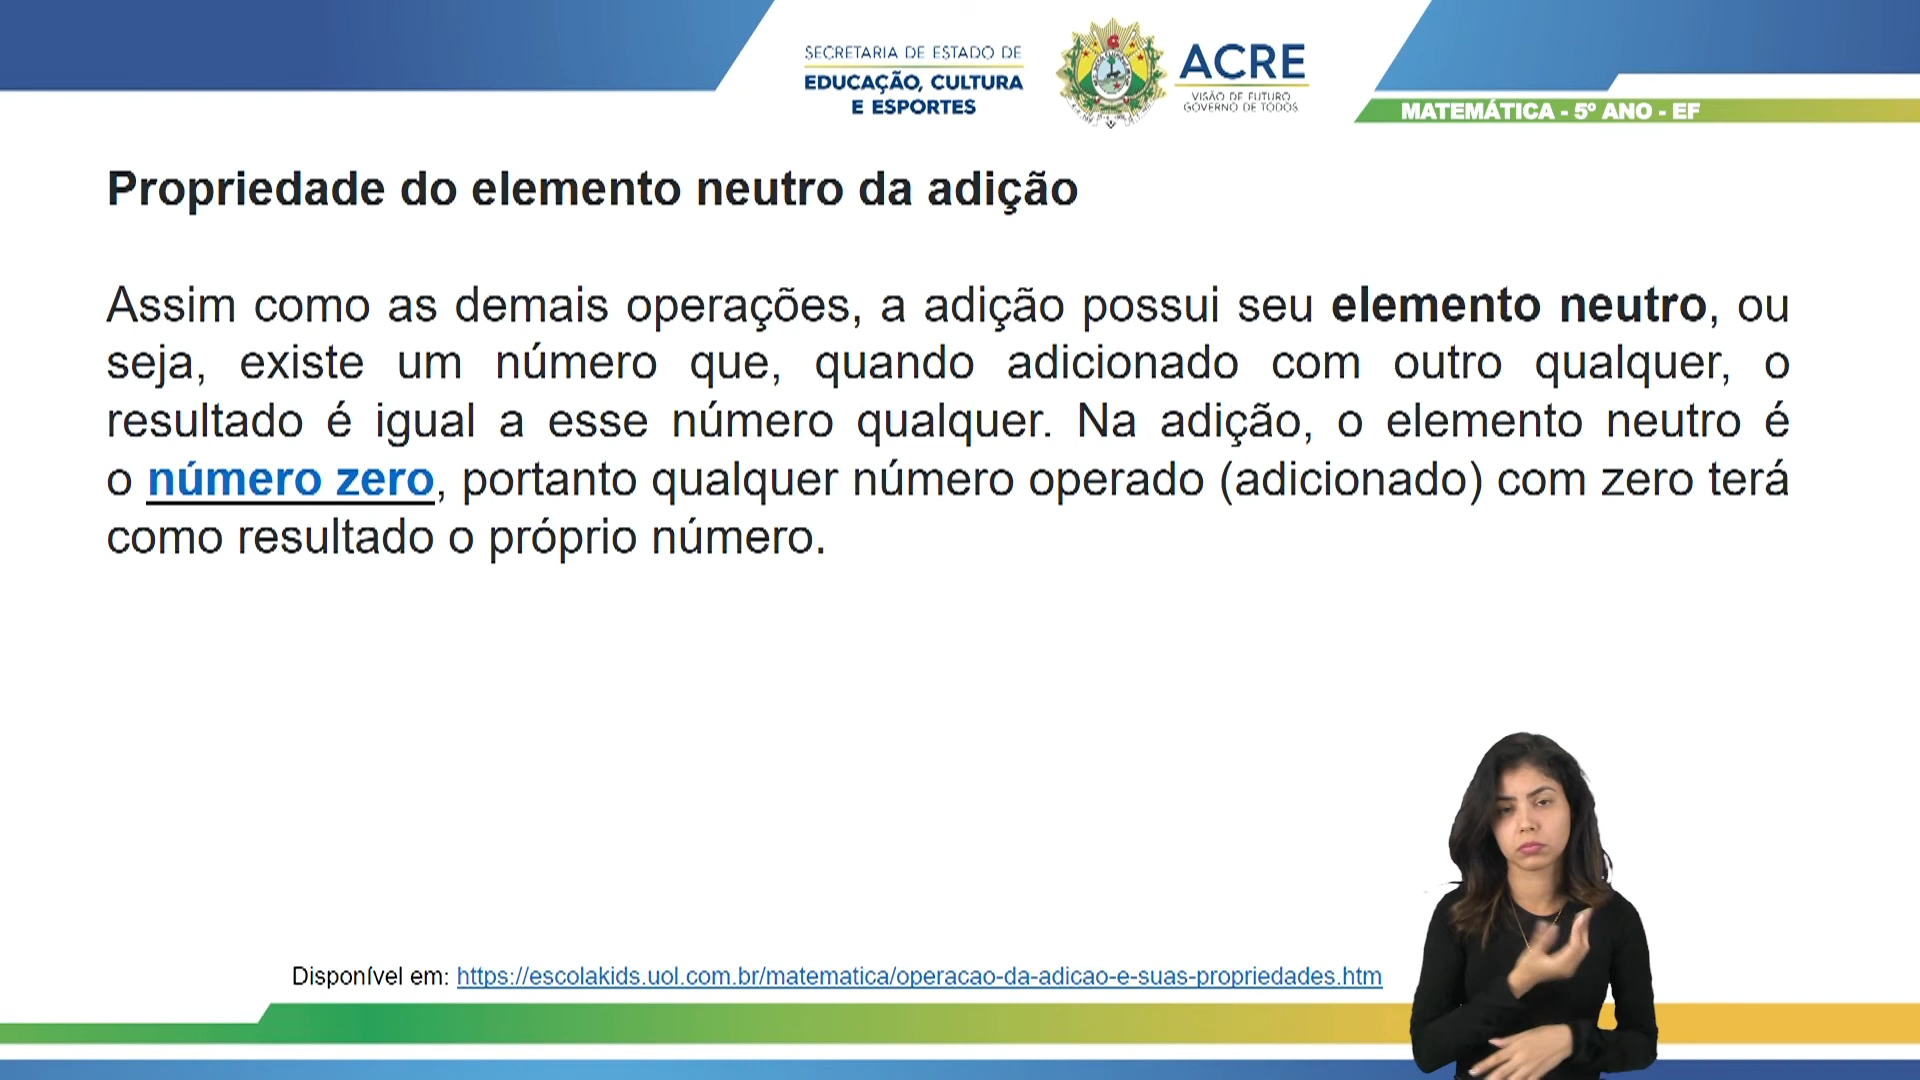 SECRETARIA DE ESTADO DE
EDUCAÇÃO, CULTURA
E ESPORTES
ACRE
VISÃO DE FUTURO
GOVERNO DE TODOS
MATEMÁTICA - 5º ANO - EF
Propriedade do elemento neutro da adição
Assim como as demais operações, a adição possui seu elemento neutro, ou
seja, existe um número que, quando adicionado com outro qualquer, o
resultado é igual a esse número qualquer. Na adição, o elemento neutro é
o número zero, portanto qualquer número operado (adicionado) com zero terá
como resultado o próprio número.
Disponível em: https://escolakids.uol.com.br/matematica/operacao-da-adicao-e-suas-propriedades.htm